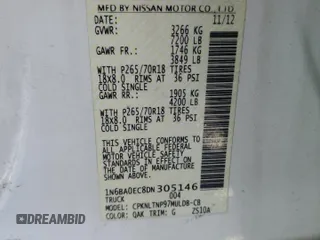 MFD BY NISSAN MOTOR CO., LTD.
11/12
GVWR: 3266 KG
7200 LB
GAWR FR: 1746 KG
3849 LB
WITH P265/70R18 TIRES
18X8.0 RIMS AT 36 PSI
COLD SINGLE
GAWR RR: 1905 KG
4200 LB
WITH P265/70R18 TIRES
18X8.0 RIMS AT 36 PSI
COLD SINGLE
THIS VEHICLE CONFORMS TO ALL
APPLICABLE FEDERAL MOTOR VEHICLE
SAFETY STANDARDS IN EFFECT ON THE
DATE OF MANUFACTURE SHOWN ABOVE.
1N6BA0EC8DN305146
TRUCK 004
MODEL: CPKNLTNP97MULDB-CB
COLOR: QAK TRIM: G ZS10A